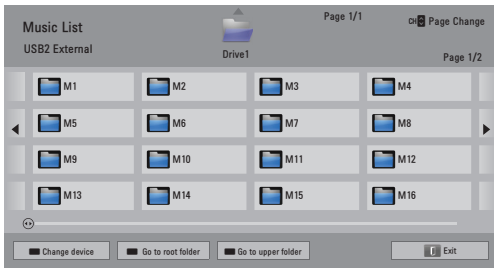 Music List
Page 1/1
CH Page Change
USB2 External
Drive1
Page 1/2
M1
M2
M3
M4
M5
M6
M7
M8
M9
M10
M11
M12
M13
M14
M15
M16
Change device
Go to root folder
Go to upper folder
Exit